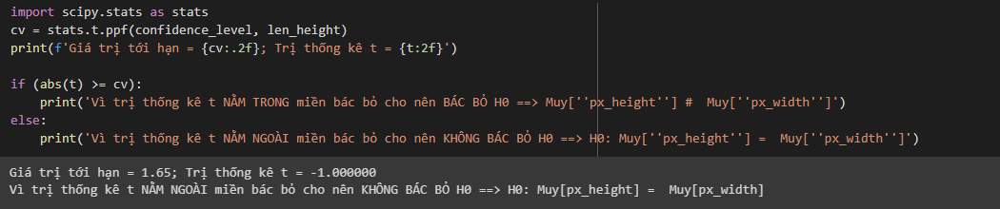 import scipy.stats as stats
cv = stats.t.ppf(confidence_level, len_height)
print(f'Giá trị tới hạn = {cv:.2f}; Trị thống kê t = {t:2f}')
if (abs(t) >= cv):
    print('Vì trị thống kê t NẰM TRONG miền bác bỏ cho nên BÁC BỎ H0 ==> Muy[''px_height''] #  Muy[''px_width'']')
else:
    print('Vì trị thống kê t NẰM NGOÀI miền bác bỏ cho nên KHÔNG BÁC BỎ H0 ==> H0: Muy[''px_height''] =  Muy[''px_width'']')
Giá trị tới hạn = 1.65; Trị thống kê t = -1.000000
Vì trị thống kê t NẰM NGOÀI miền bác bỏ cho nên KHÔNG BÁC BỎ H0 ==> H0: Muy[px_height] =  Muy[px_width]